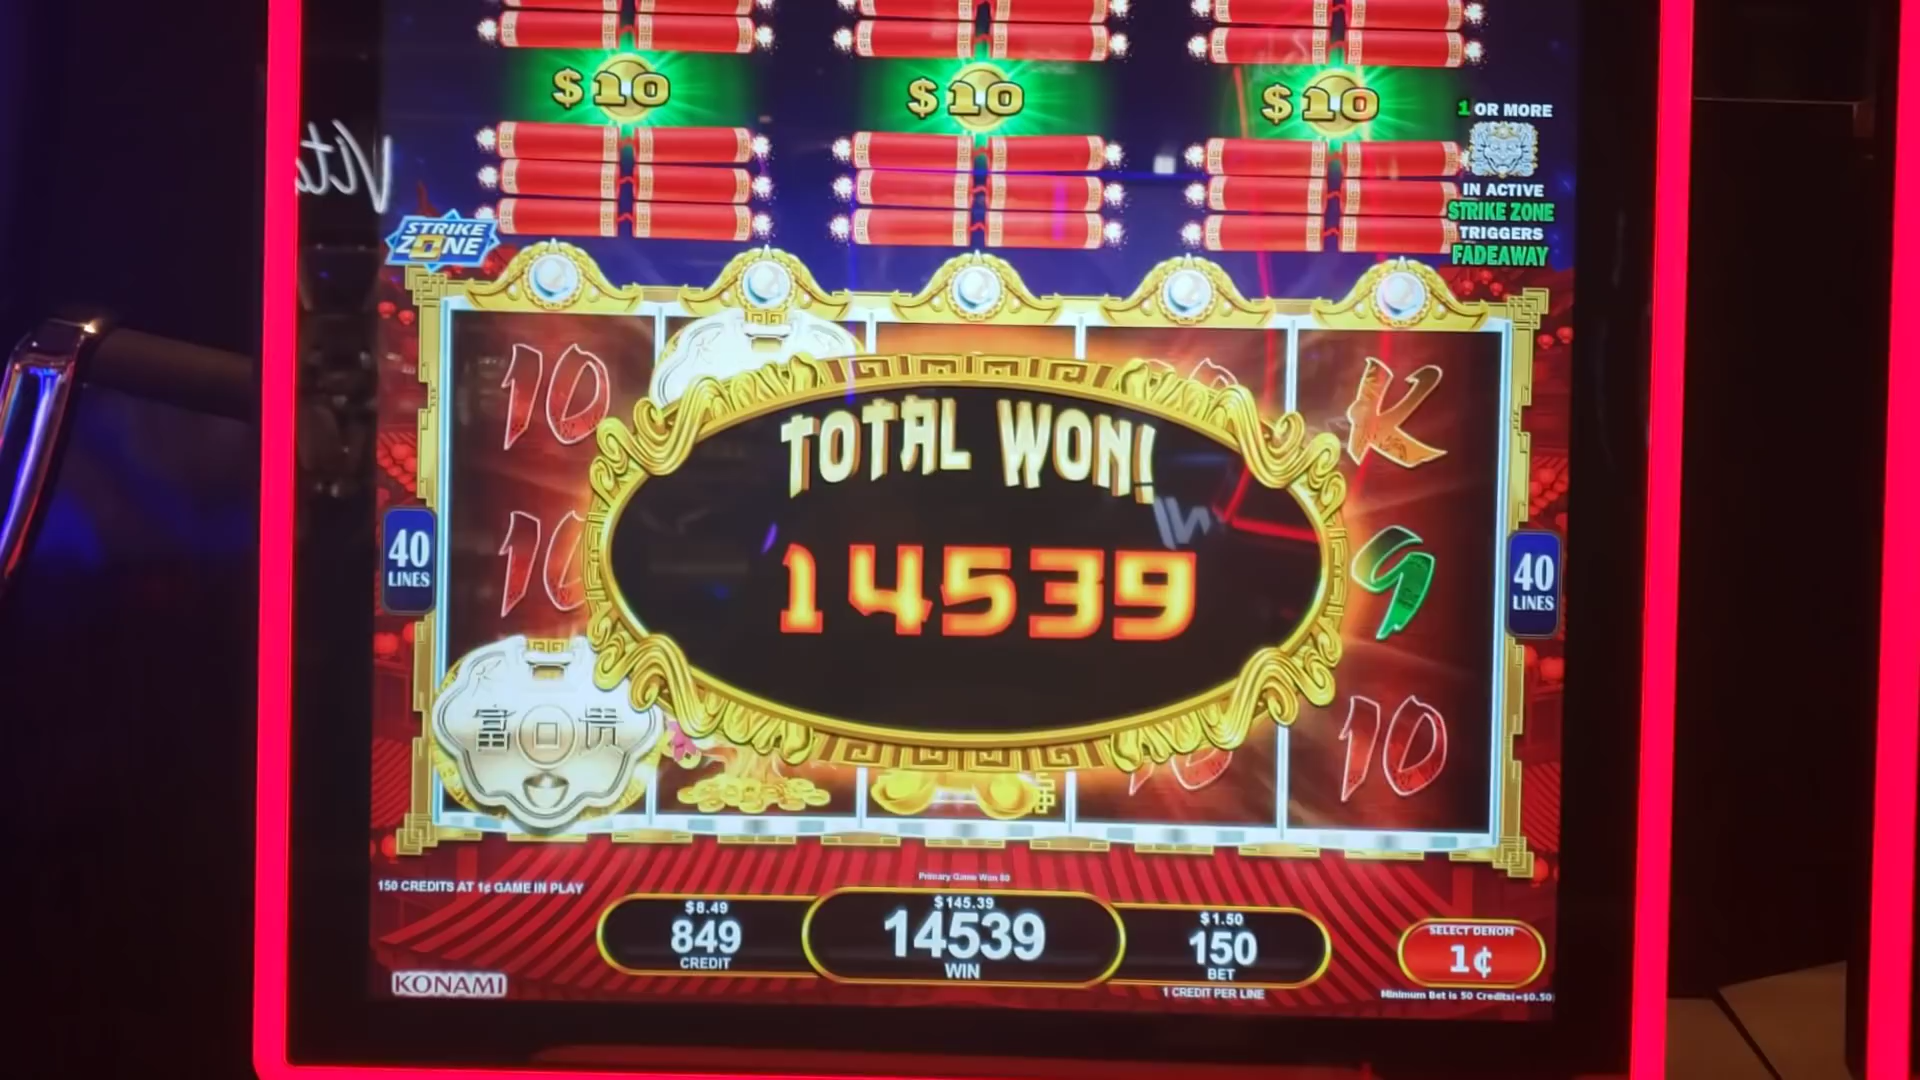 $10 $10 $10
1 OR MORE
IN ACTIVE
STRIKE ZONE
TRIGGERS
FADEAWAY
STRIKE
ZONE
10 K
TOTAL WON!
14539
10 9
40
LINES
40
LINES
富 贵
10 10
150 CREDITS AT 1¢ GAME IN PLAY
Primary Game Won 80
$8.49
849
CREDIT
$145.39
14539
WIN
$1.50
150
BET
1 CREDIT PER LINE
SELECT DENOM
1¢
Minimum Bet is 50 Credits(=$0.50)
KONAMI